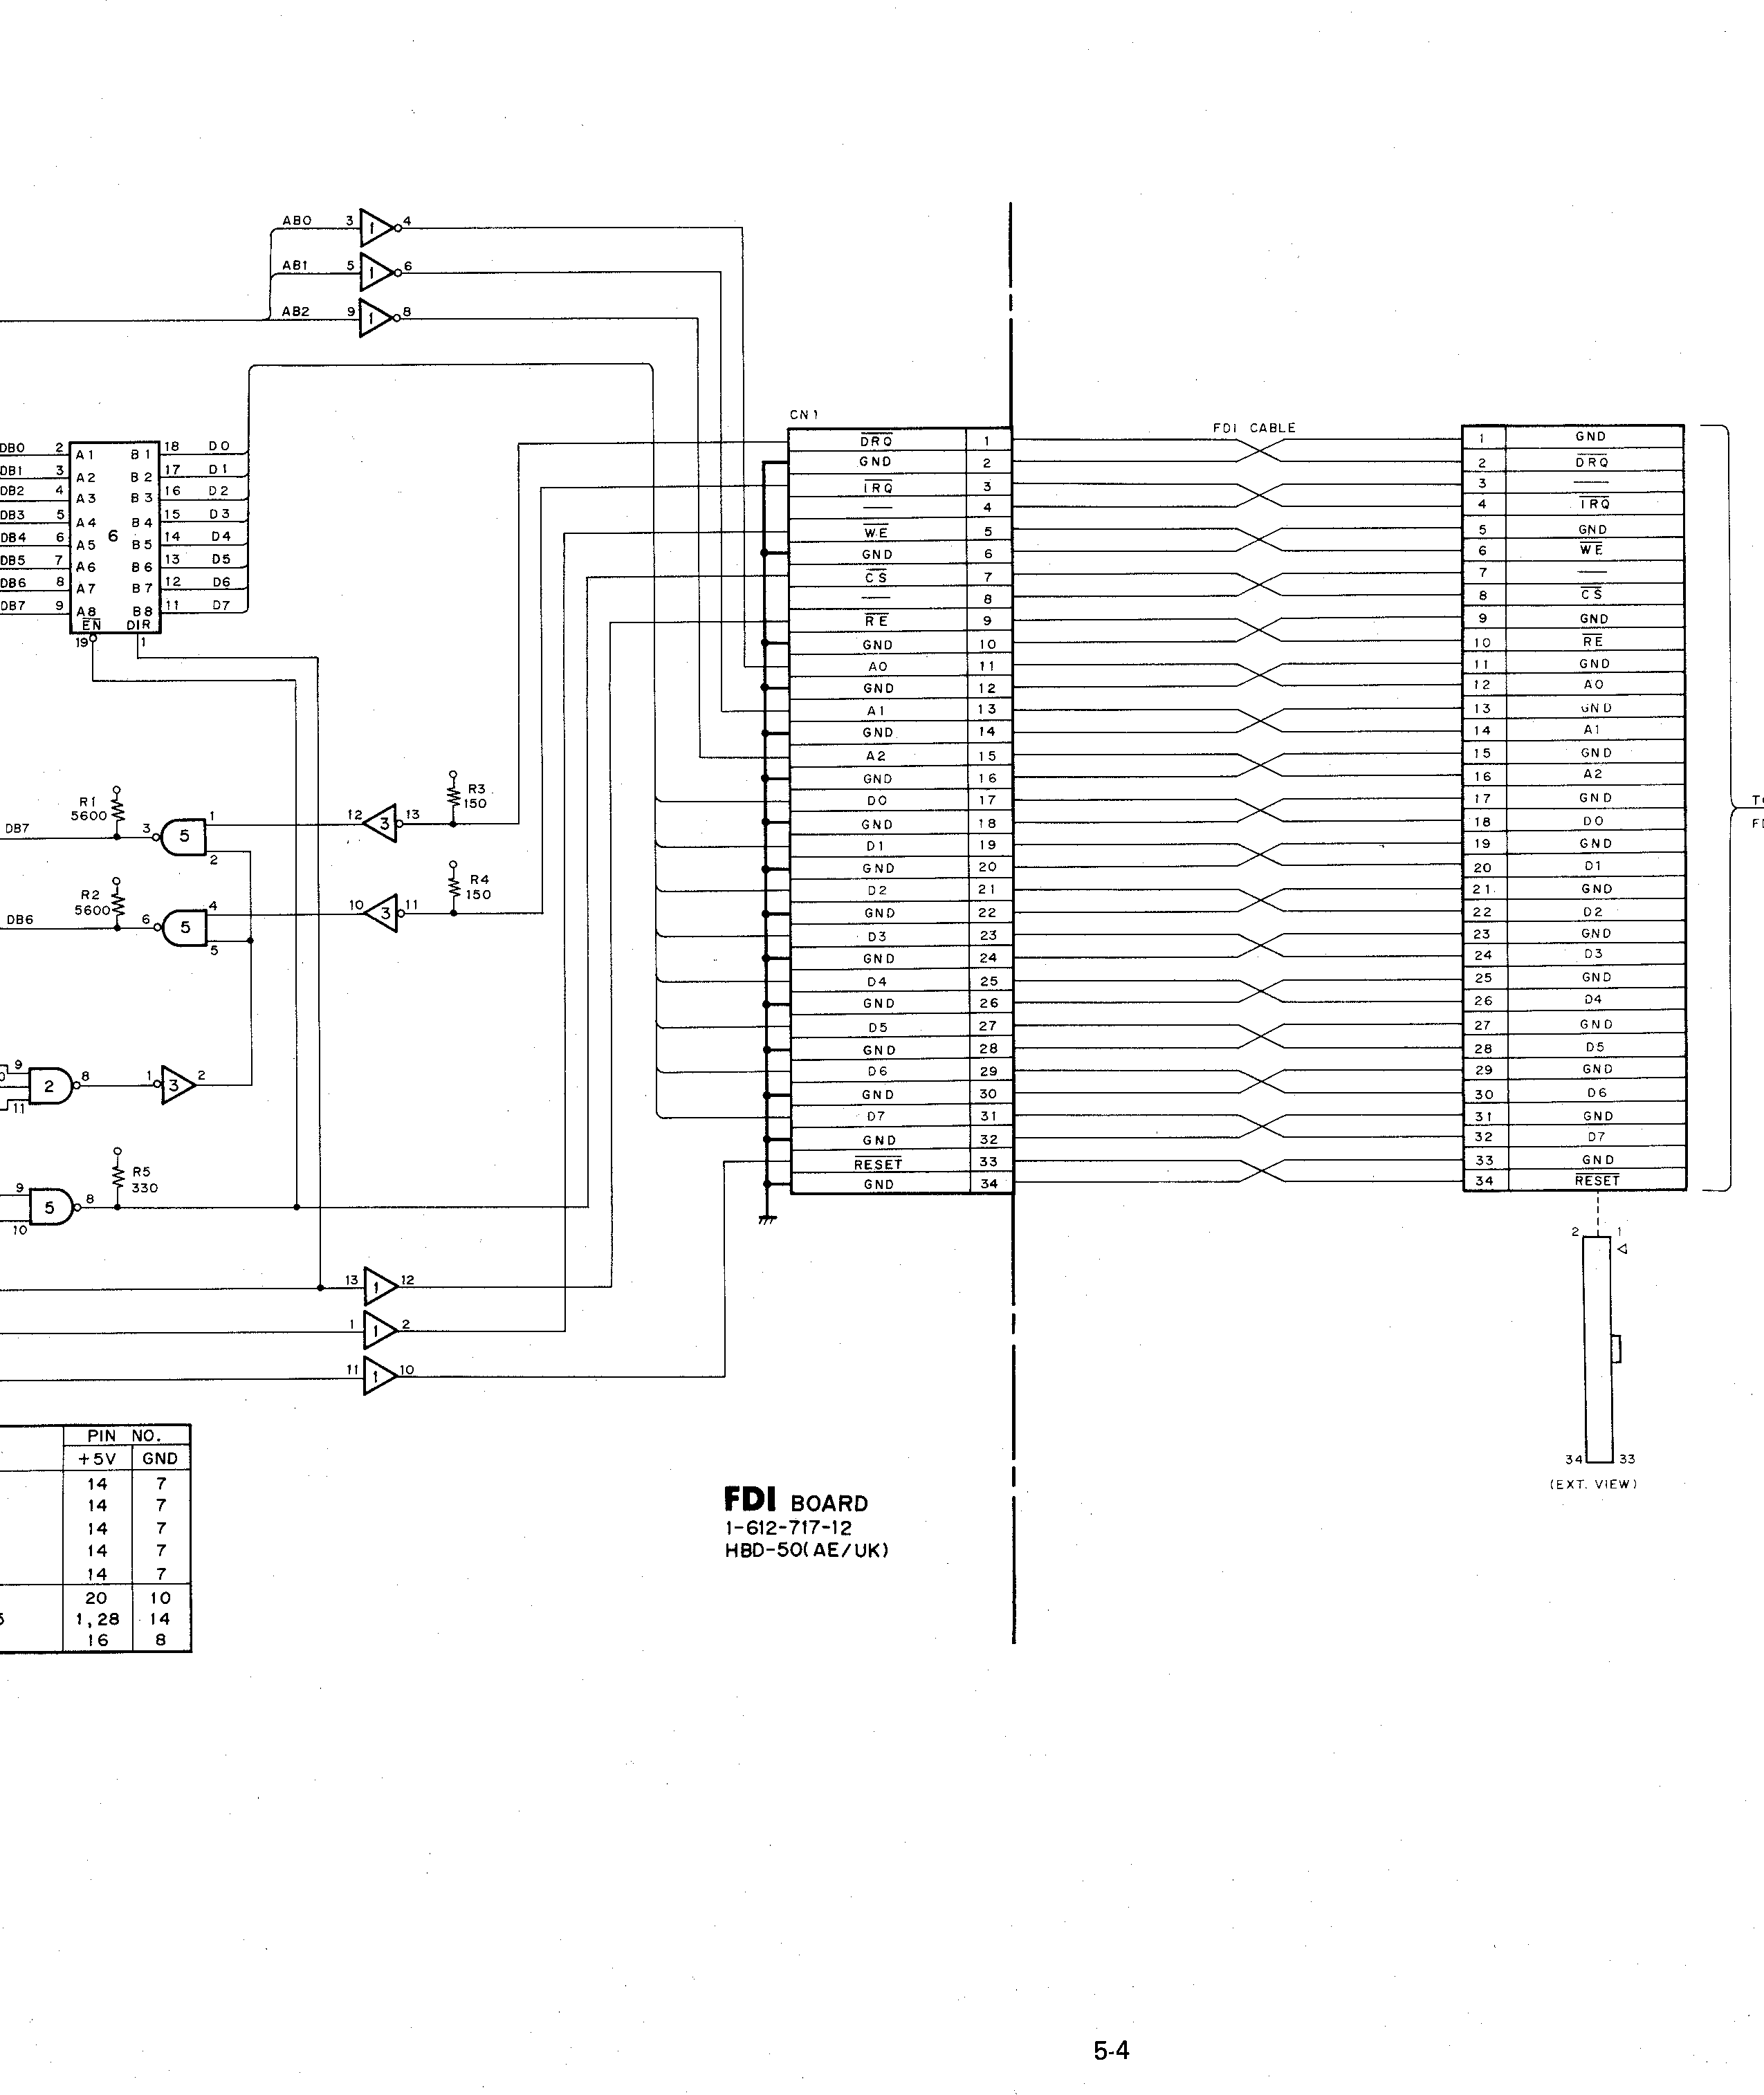 AB0 3 1 4
AB1 5 1 6
AB2 9 1 8
DB0 2 A1 B1 18 D0
DB1 3 A2 B2 17 D1
DB2 4 A3 B3 16 D2
DB3 5 A4 B4 15 D3
DB4 6 A5 6 B5 14 D4
DB5 7 A6 B6 13 D5
DB6 8 A7 B7 12 D6
DB7 9 A8 B8 11 D7
EN DIR
19 1
R1
5600
DB7 3 5 1
2
12 3 13
R3
150
R2
5600
DB6 6 5 4
5
10 3 11
R4
150
9
2 8
11
1 3 2
R5
330
9
5 8
10
13 1 12
1 1 2
11 1 10
CN1
DRQ 1
GND 2
IRQ 3
— 4
WE 5
GND 6
CS 7
— 8
RE 9
GND 10
A0 11
GND 12
A1 13
GND 14
A2 15
GND 16
D0 17
GND 18
D1 19
GND 20
D2 21
GND 22
D3 23
GND 24
D4 25
GND 26
D5 27
GND 28
D6 29
GND 30
D7 31
GND 32
RESET 33
GND 34
FDI CABLE
1 GND
2 DRQ
3 —
4 IRQ
5 GND
6 WE
7 —
8 CS
9 GND
10 RE
11 GND
12 A0
13 GND
14 A1
15 GND
16 A2
17 GND
18 D0
19 GND
20 D1
21 GND
22 D2
23 GND
24 D3
25 GND
26 D4
27 GND
28 D5
29 GND
30 D6
31 GND
32 D7
33 GND
34 RESET
2 1
34 33
(EXT. VIEW)
PIN NO.
+5V GND
14 7
14 7
14 7
14 7
14 7
20 10
1,28 14
16 8
FDI BOARD
1-612-717-12
HBD-50(AE/UK)
5-4